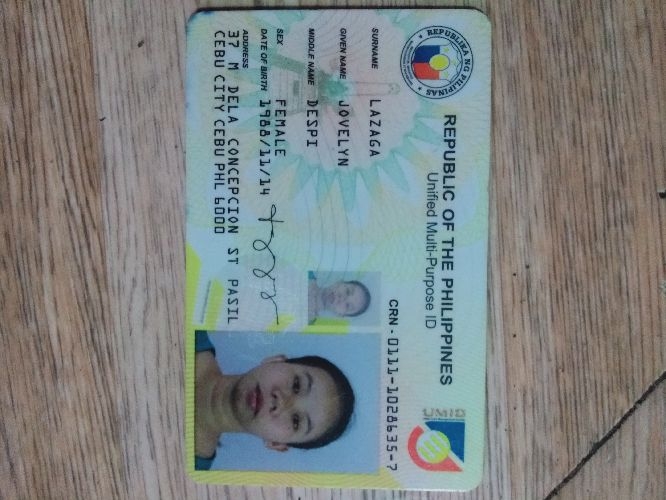 REPUBLIKA NG PILIPINAS
REPUBLIC OF THE PHILIPPINES
Unified Multi-Purpose ID
UMID
CRN - 0111-1028635-7
SURNAME LAZAGA
GIVEN NAME JOVELYN
MIDDLE NAME DESPI
SEX FEMALE
DATE OF BIRTH 1988/11/14
ADDRESS
37 M DELA CONCEPCION ST PASIL
CEBU CITY CEBU PHL 6000